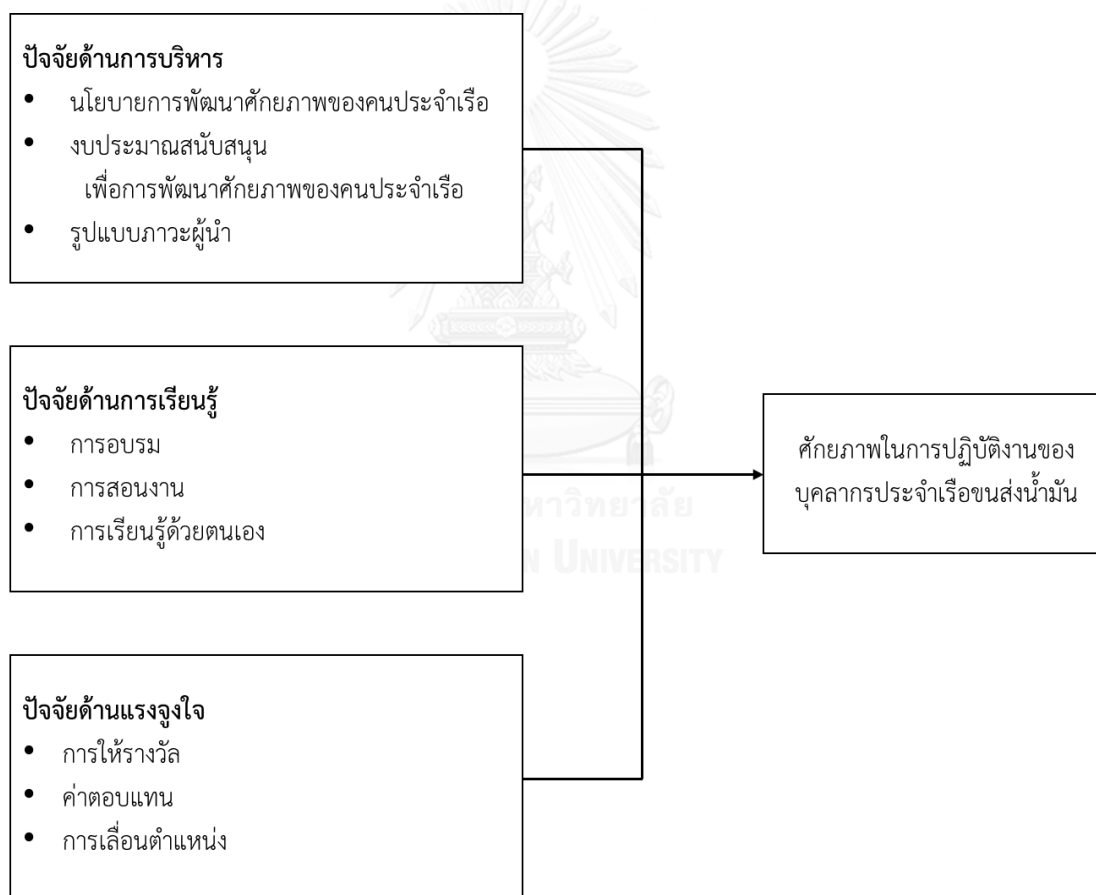 ปัจจัยด้านการบริหาร
• นโยบายการพัฒนาศักยภาพของคนประจำเรือ
• งบประมาณสนับสนุน
เพื่อการพัฒนาศักยภาพของคนประจำเรือ
• รูปแบบภาวะผู้นำ
ปัจจัยด้านการเรียนรู้
• การอบรม
• การสอนงาน
• การเรียนรู้ด้วยตนเอง
ศักยภาพในการปฏิบัติงานของ
บุคลากรประจำเรือขนส่งน้ำมัน
หาวิทยาลัย
N UNIVERSITY
ปัจจัยด้านแรงจูงใจ
• การให้รางวัล
• ค่าตอบแทน
• การเลื่อนตำแหน่ง